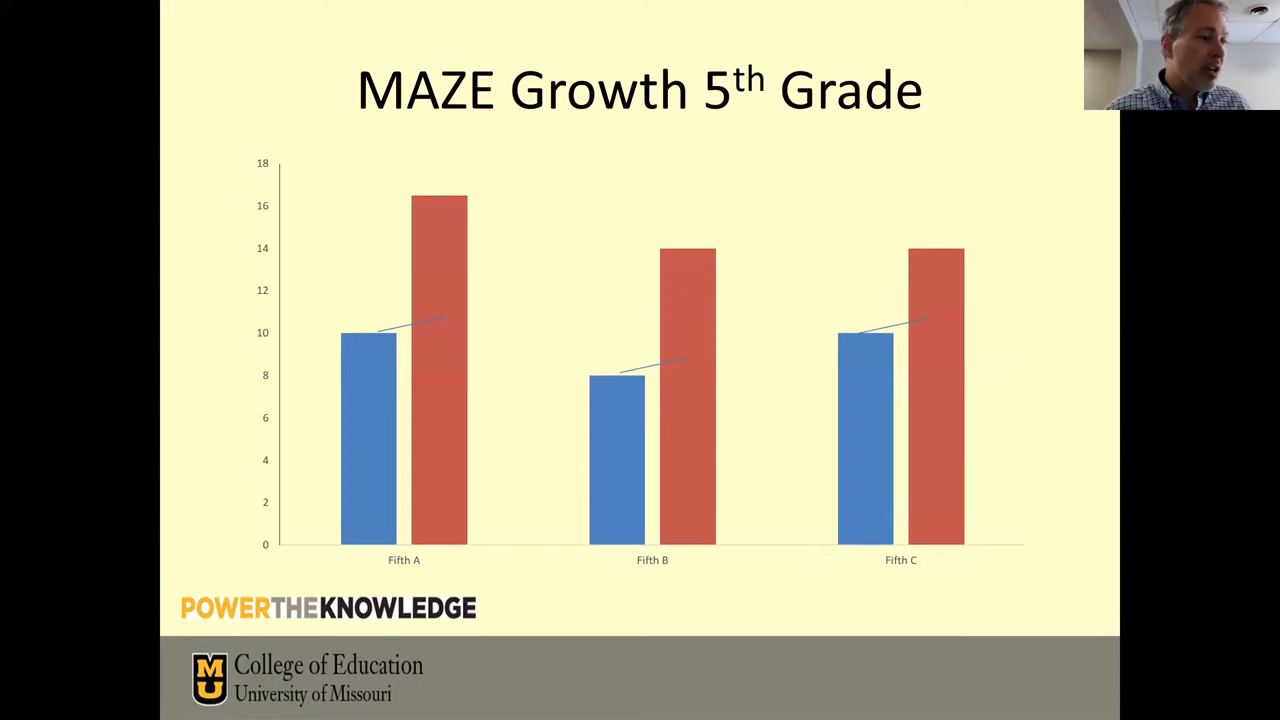 MAZE Growth 5th Grade
18
16
14
12
10
8
6
4
2
0
Fifth A Fifth B Fifth C
POWERTHEKNOWLEDGE
MU College of Education
University of Missouri